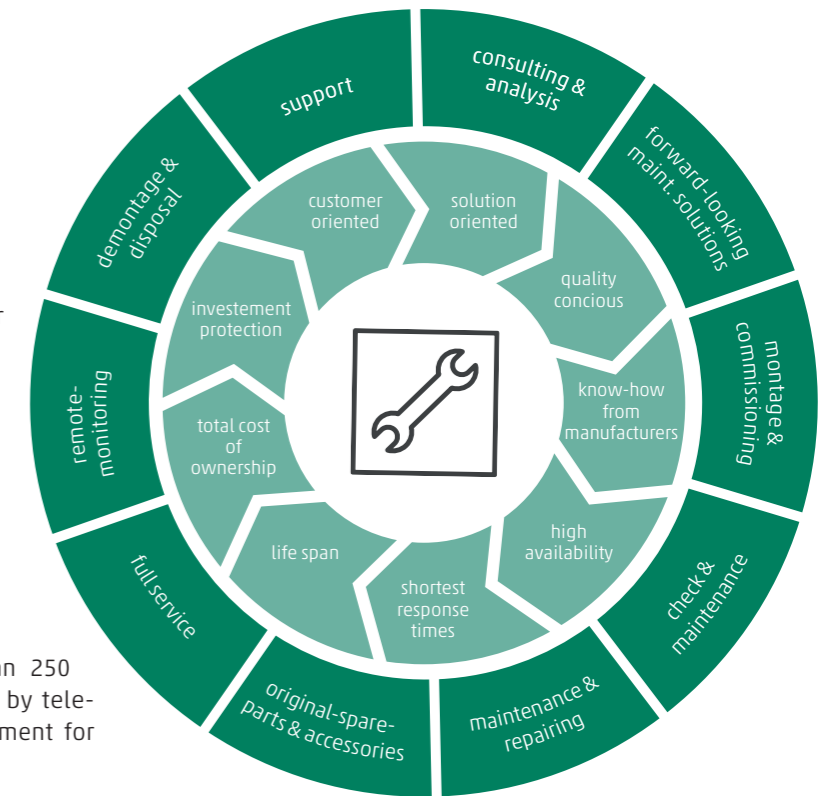 consulting &
analysis
forward-looking
maint. solutions
montage &
commissioning
check &
maintenance
maintenance &
repairing
original-spare-
parts & accessories
full service
remote-
monitoring
demontage &
disposal
support
solution
oriented
quality
concious
know-how
from
manufacturers
high
availability
shortest
response
times
life span
total cost
of
ownership
investement
protection
customer
oriented
-
an 250
by tele-
ment for